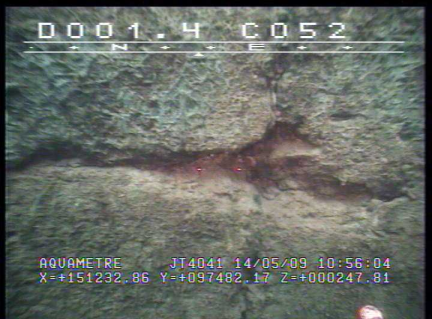 D001.4 C052
N E
AQUAMETRE JT4041 14/05/09 10:56:04
X=+151232.86 Y=+097482.17 Z=+000247.81